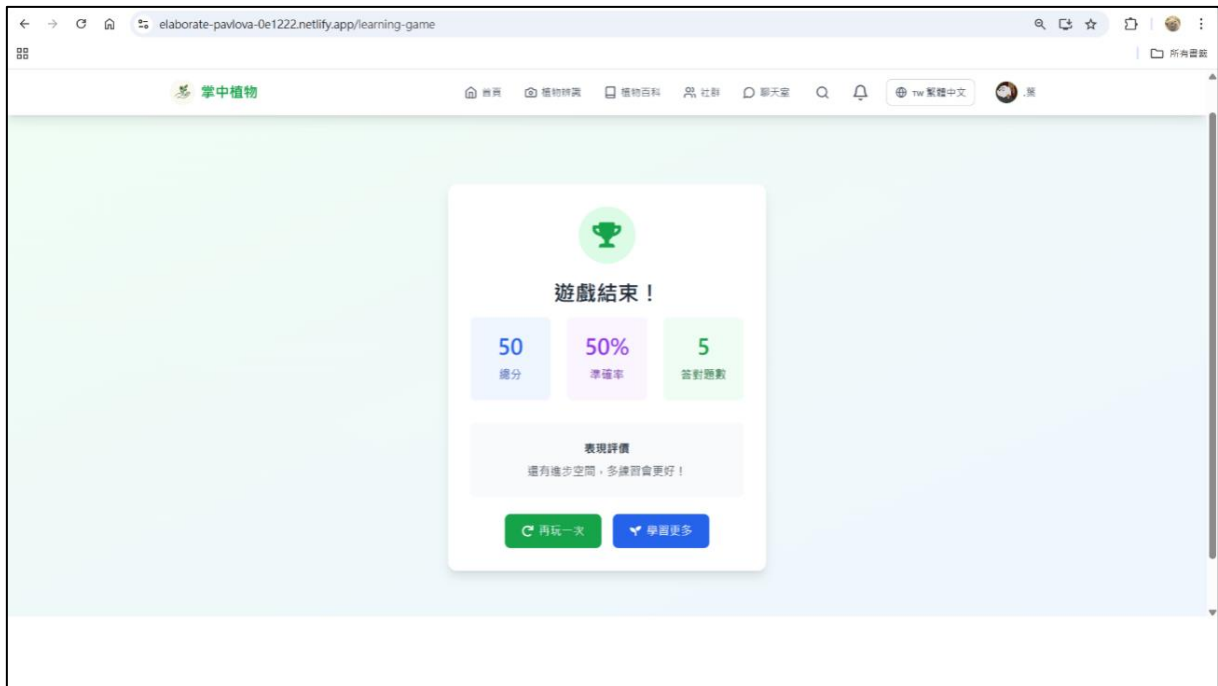 elaborate-pavlova-0e1222.netlify.app/learning-game
所有書籤
掌中植物
首頁
植物辨識
植物百科
社群
聊天室
TW 繁體中文
.葉
遊戲結束！
50
總分
50%
準確率
5
答對題數
表現評價
還有進步空間，多練習會更好！
再玩一次
學習更多